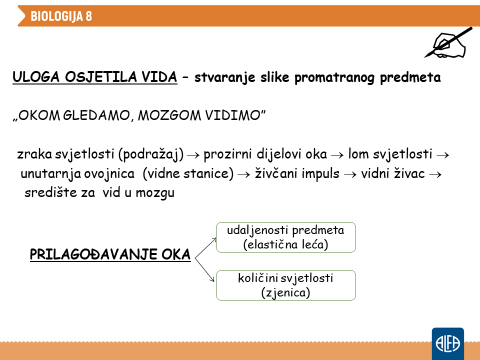 BIOLOGIJA 8
ULOGA OSJETILA VIDA – stvaranje slike promatranog predmeta
„OKOM GLEDAMO, MOZGOM VIDIMO”
zraka svjetlosti (podražaj) → prozirni dijelovi oka → lom svjetlosti →
unutarnja ovojnica (vidne stanice) → živčani impuls → vidni živac →
središte za vid u mozgu
udaljenosti predmeta
(elastična leća)
PRILAGOĐAVANJE OKA
količini svjetlosti
(zjenica)
ALFA